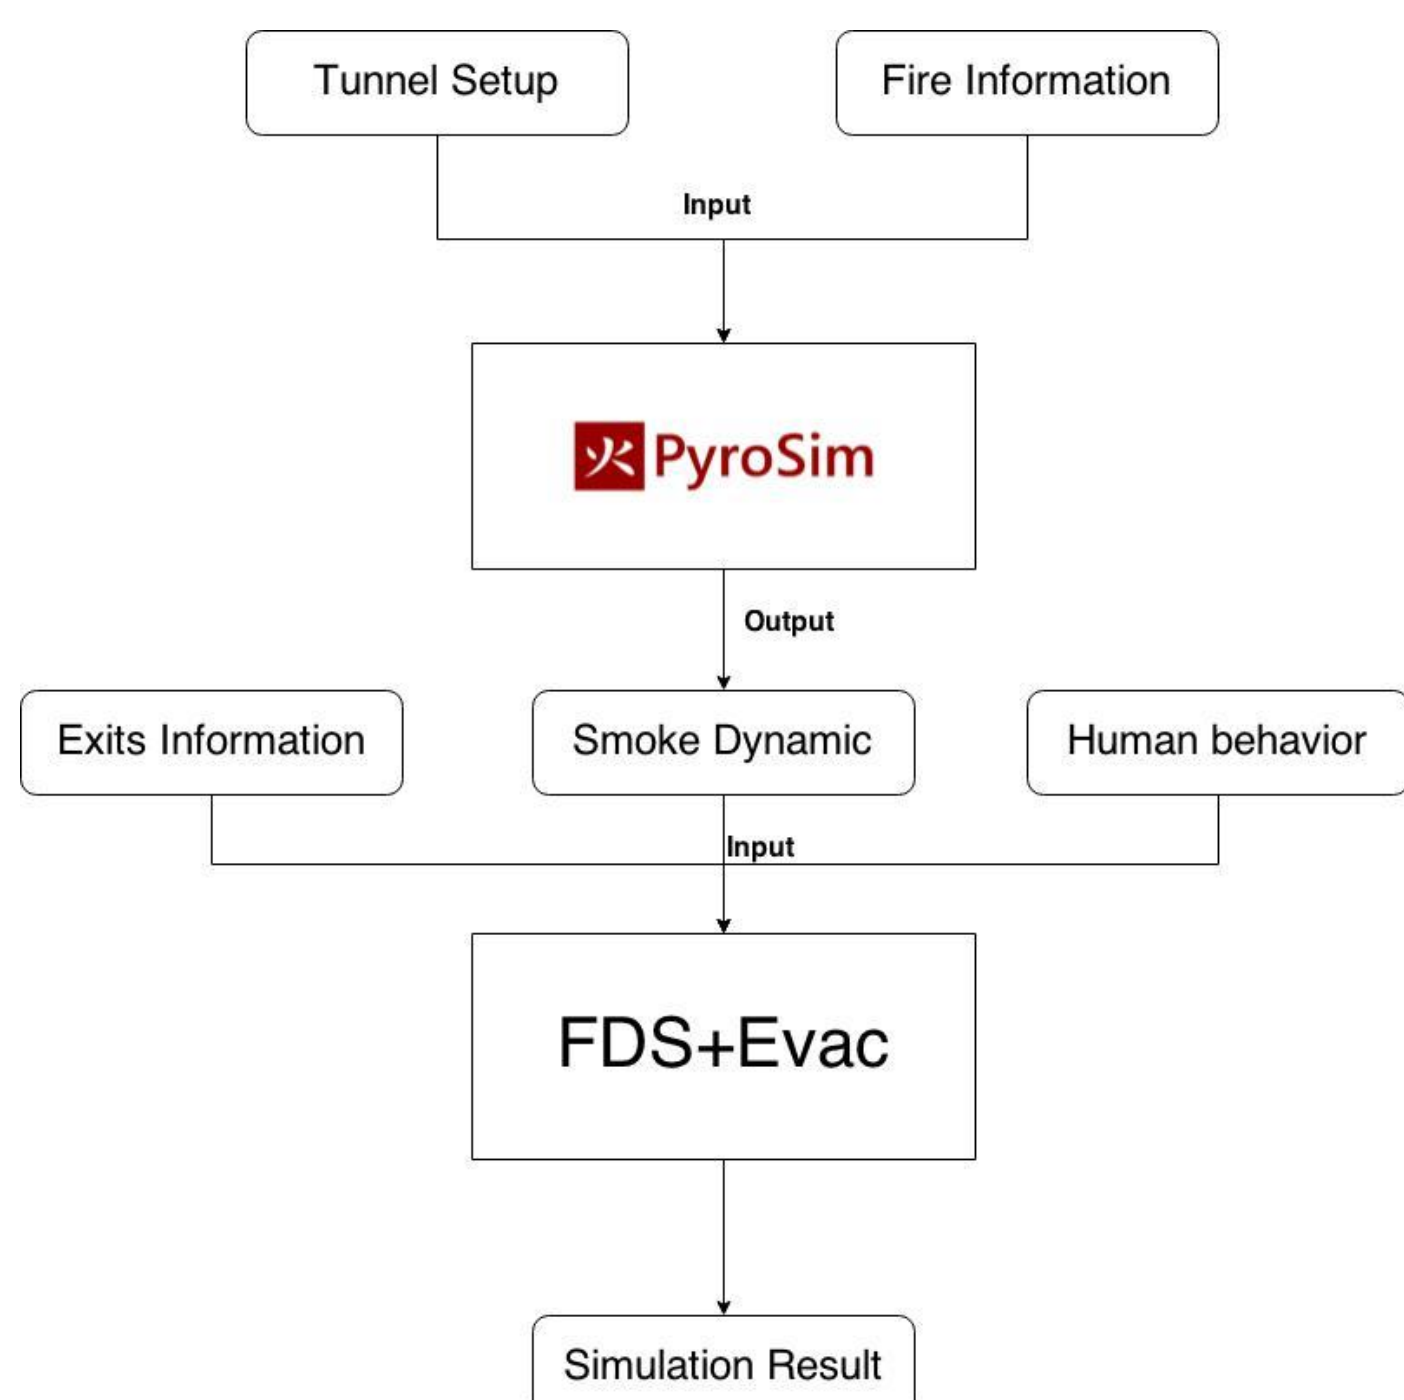 Tunnel Setup
Fire Information
Input
火 PyroSim
Output
Exits Information
Smoke Dynamic
Human behavior
Input
FDS+Evac
Simulation Result